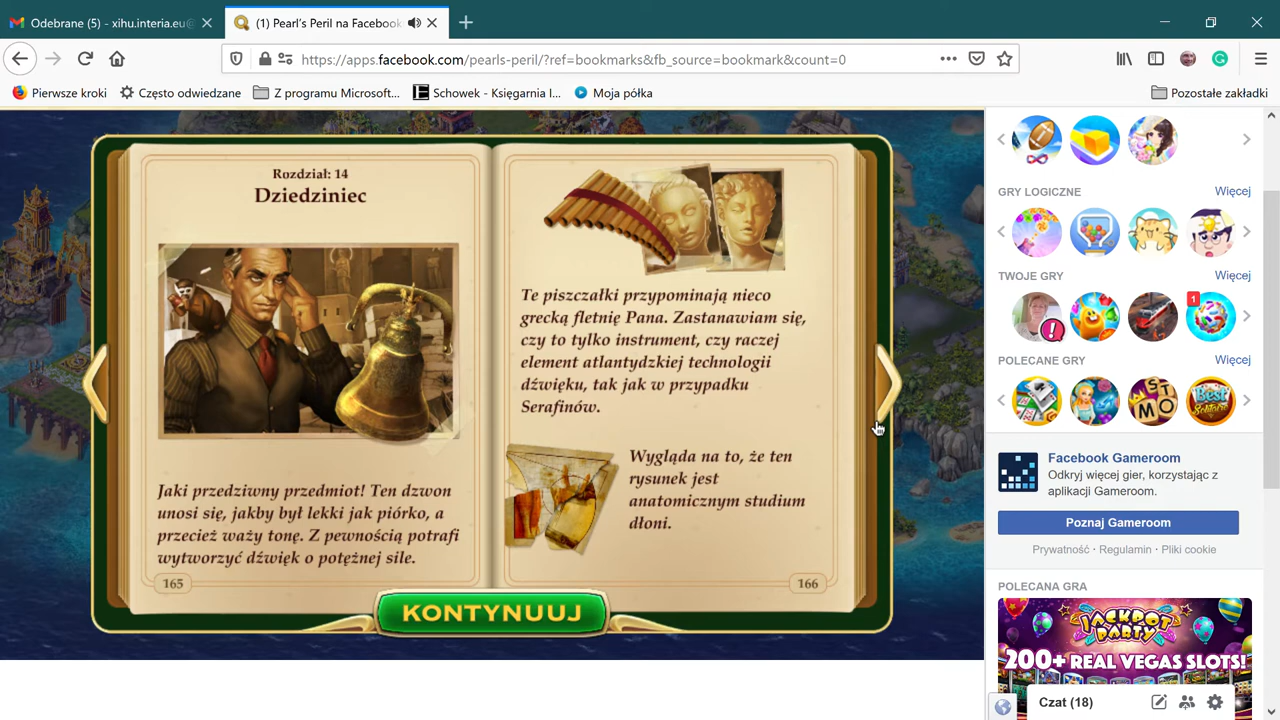 Odebrane (5) - xihu.interia.eu@
(1) Pearl's Peril na Facebook
https://apps.facebook.com/pearls-peril/?ref=bookmarks&fb_source=bookmark&count=0
Pierwsze kroki
Często odwiedzane
Z programu Microsoft...
Schowek - Księgarnia I...
Moja półka
Pozostałe zakładki
Rozdział: 14
Dziedziniec
Jaki przedziwny przedmiot! Ten dzwon
unosi się, jakby był lekki jak piórko, a
przecież waży tonę. Z pewnością potrafi
wytworzyć dźwięk o potężnej sile.
165
Te piszczałki przypominają nieco
grecką fletnię Pana. Zastanawiam się,
czy to tylko instrument, czy raczej
element atlantydzkiej technologii
dźwięku, tak jak w przypadku
Serafinów.
Wygląda na to, że ten
rysunek jest
anatomicznym studium
dłoni.
166
KONTYNUUJ
GRY LOGICZNE
Więcej
TWOJE GRY
Więcej
1
POLECANE GRY
Więcej
STMO
BEST
Solitaire
Facebook Gameroom
Odkryj więcej gier, korzystając z
aplikacji Gameroom.
Poznaj Gameroom
Prywatność · Regulamin · Pliki cookie
POLECANA GRA
JACKPOT
PARTY
200+ REAL VEGAS SLOTS!
Czat (18)